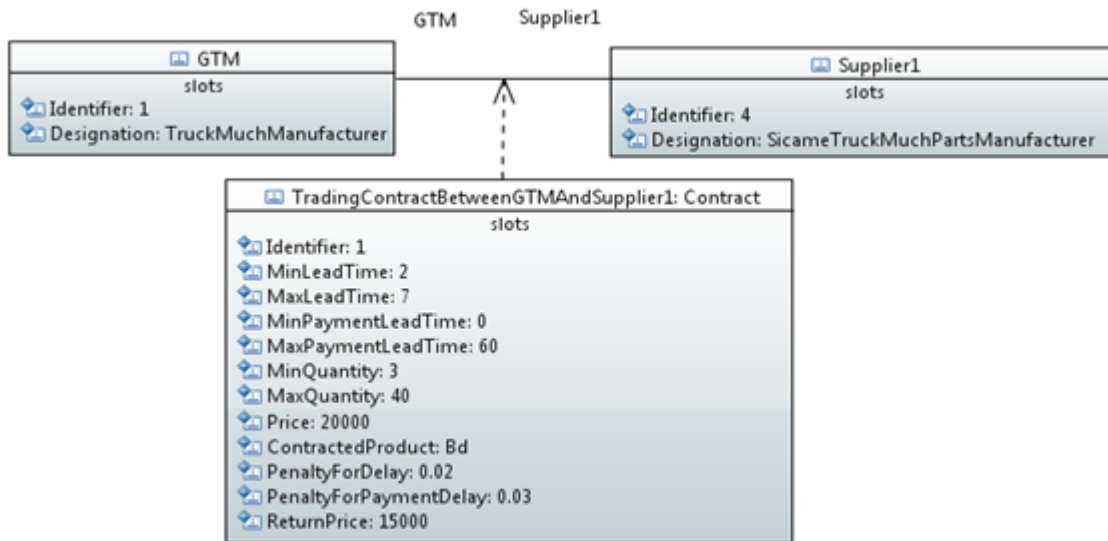 GTM
Supplier1
GTM
slots
Identifier: 1
Designation: TruckMuchManufacturer
Supplier1
slots
Identifier: 4
Designation: SicameTruckMuchPartsManufacturer
TradingContractBetweenGTMAndSupplier1: Contract
slots
Identifier: 1
MinLeadTime: 2
MaxLeadTime: 7
MinPaymentLeadTime: 0
MaxPaymentLeadTime: 60
MinQuantity: 3
MaxQuantity: 40
Price: 20000
ContractedProduct: Bd
PenaltyForDelay: 0.02
PenaltyForPaymentDelay: 0.03
ReturnPrice: 15000